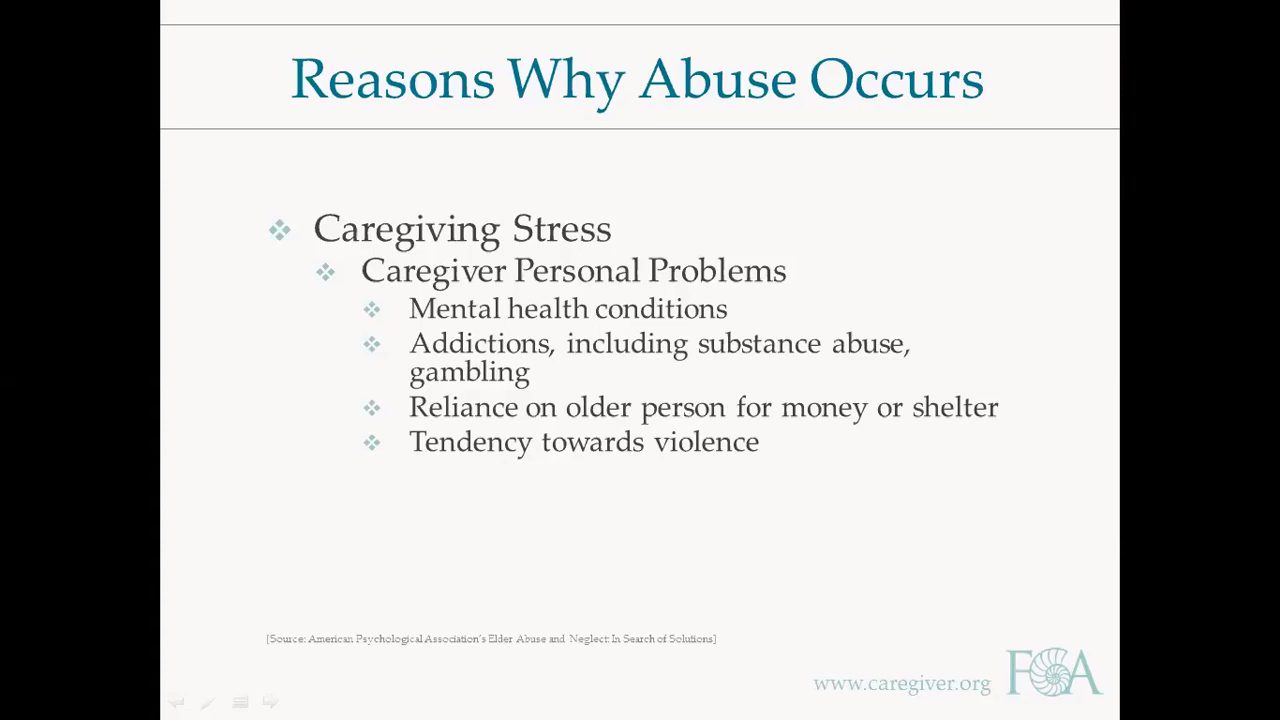 Reasons Why Abuse Occurs
Caregiving Stress
Caregiver Personal Problems
Mental health conditions
Addictions, including substance abuse,
gambling
Reliance on older person for money or shelter
Tendency towards violence
[Source: American Psychological Association's Elder Abuse and Neglect: In Search of Solutions]
www.caregiver.org
FCA